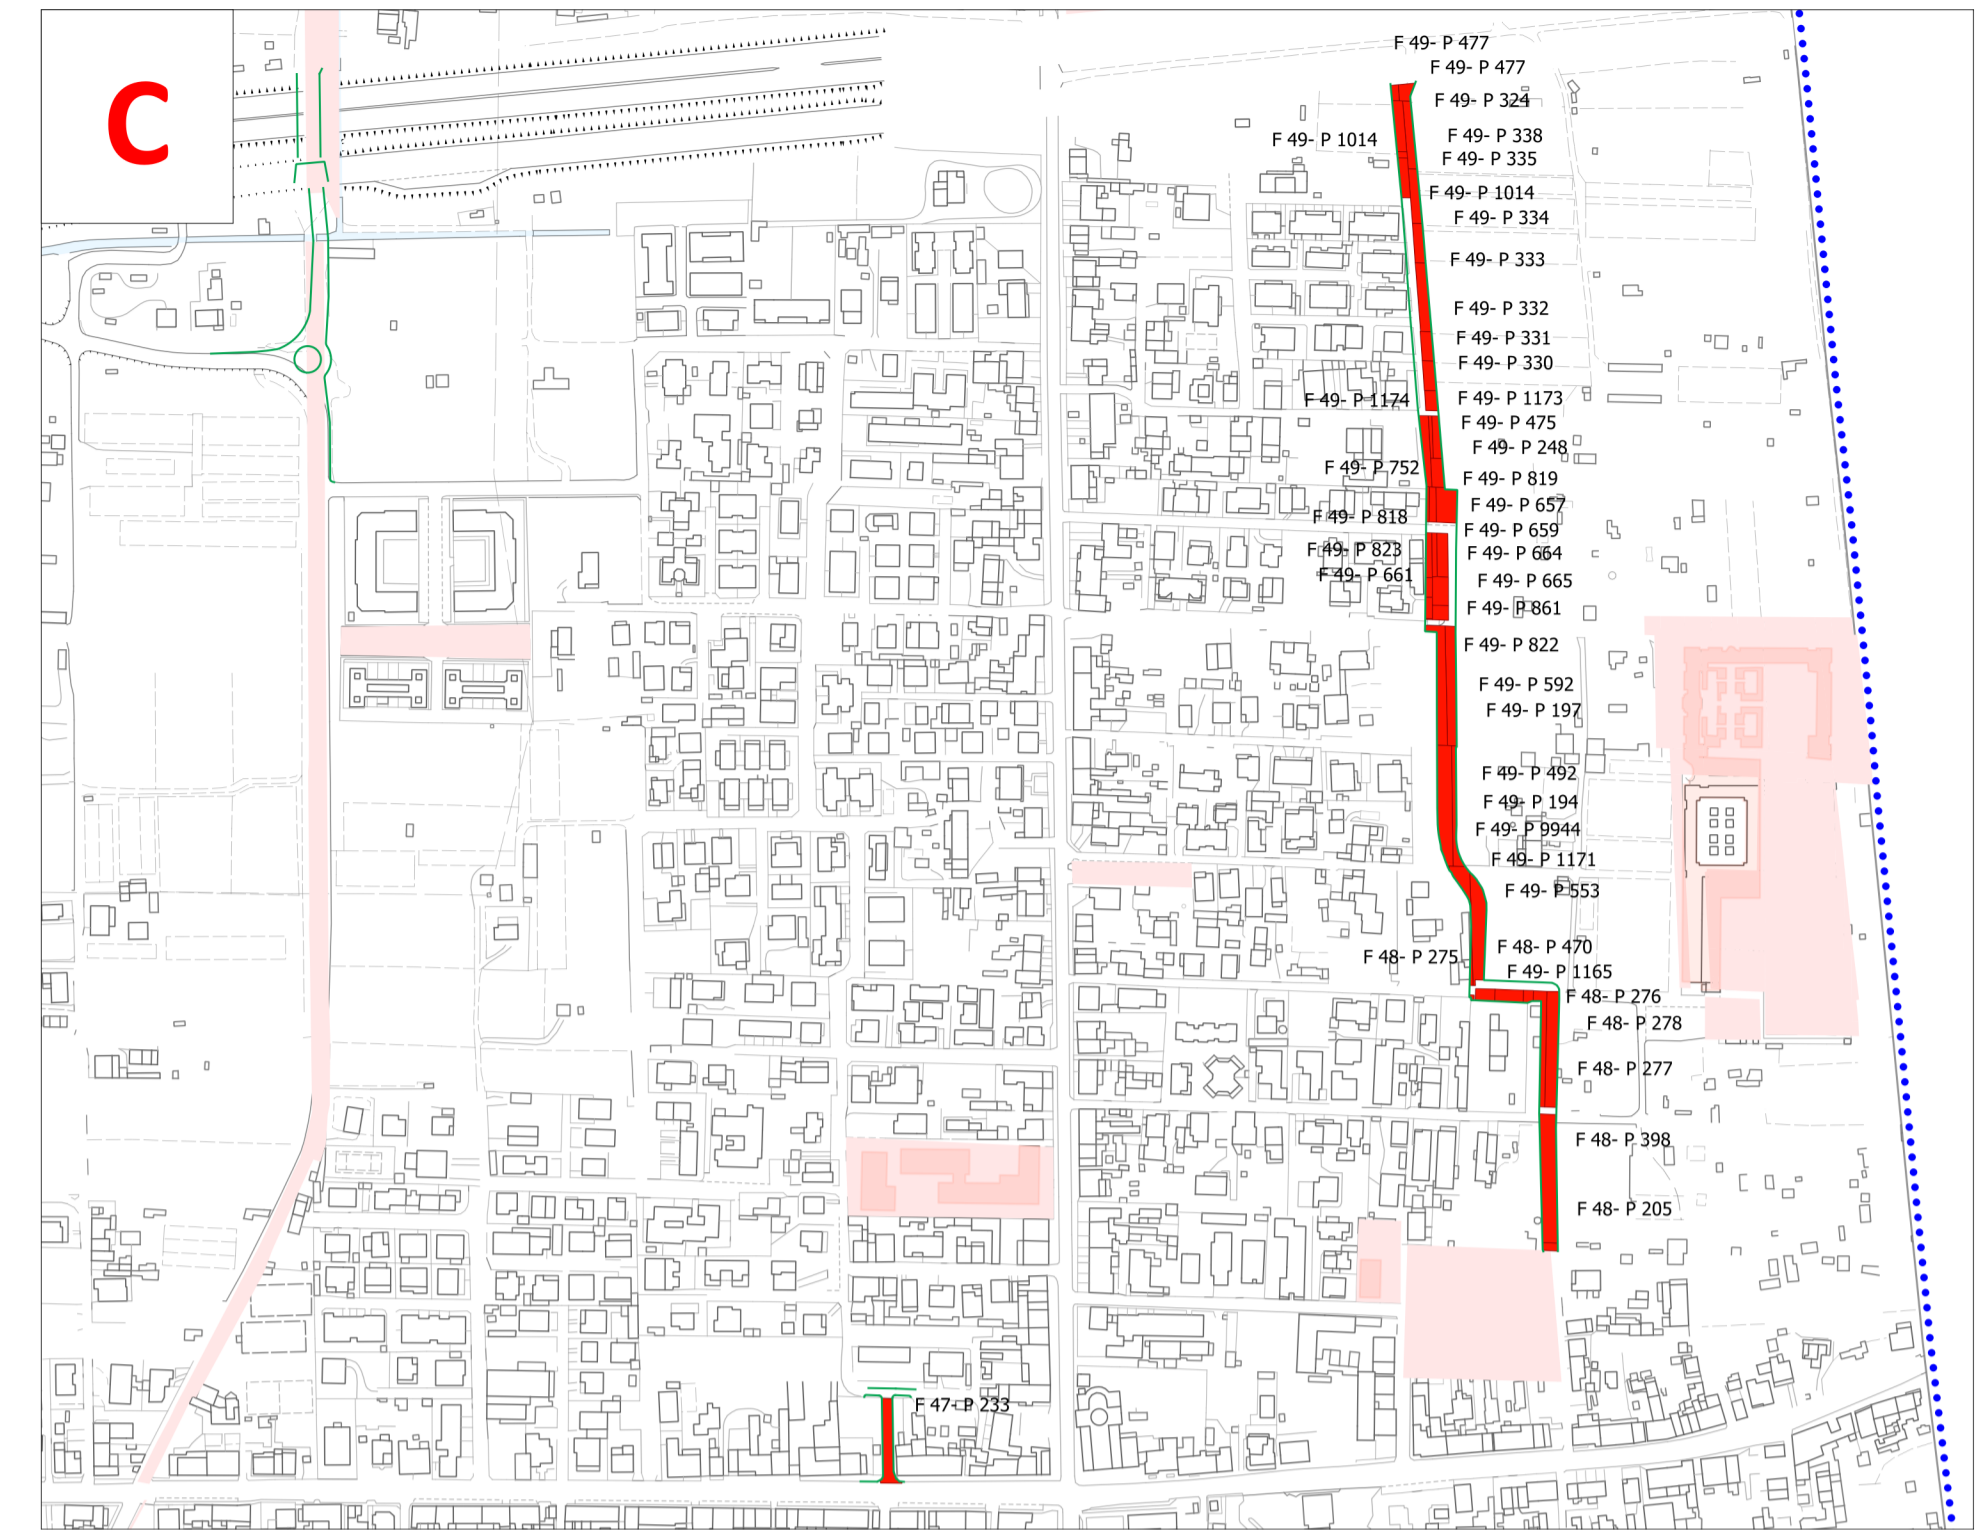 C
F 49- P 477
F 49- P 477
F 49- P 324
F 49- P 1014
F 49- P 338
F 49- P 335
F 49- P 1014
F 49- P 334
F 49- P 333
F 49- P 332
F 49- P 331
F 49- P 330
F 49- P 1174
F 49- P 1173
F 49- P 475
F 49- P 248
F 49- P 752
F 49- P 819
F 49- P 657
F 49- P 818
F 49- P 659
F 49- P 823
F 49- P 664
F 49- P 661
F 49- P 665
F 49- P 861
F 49- P 822
F 49- P 592
F 49- P 197
F 49- P 492
F 49- P 194
F 49- P 9944
F 49- P 1171
F 49- P 553
F 48- P 470
F 48- P 275
F 49- P 1165
F 48- P 276
F 48- P 278
F 48- P 277
F 48- P 398
F 48- P 205
F 47- P 233